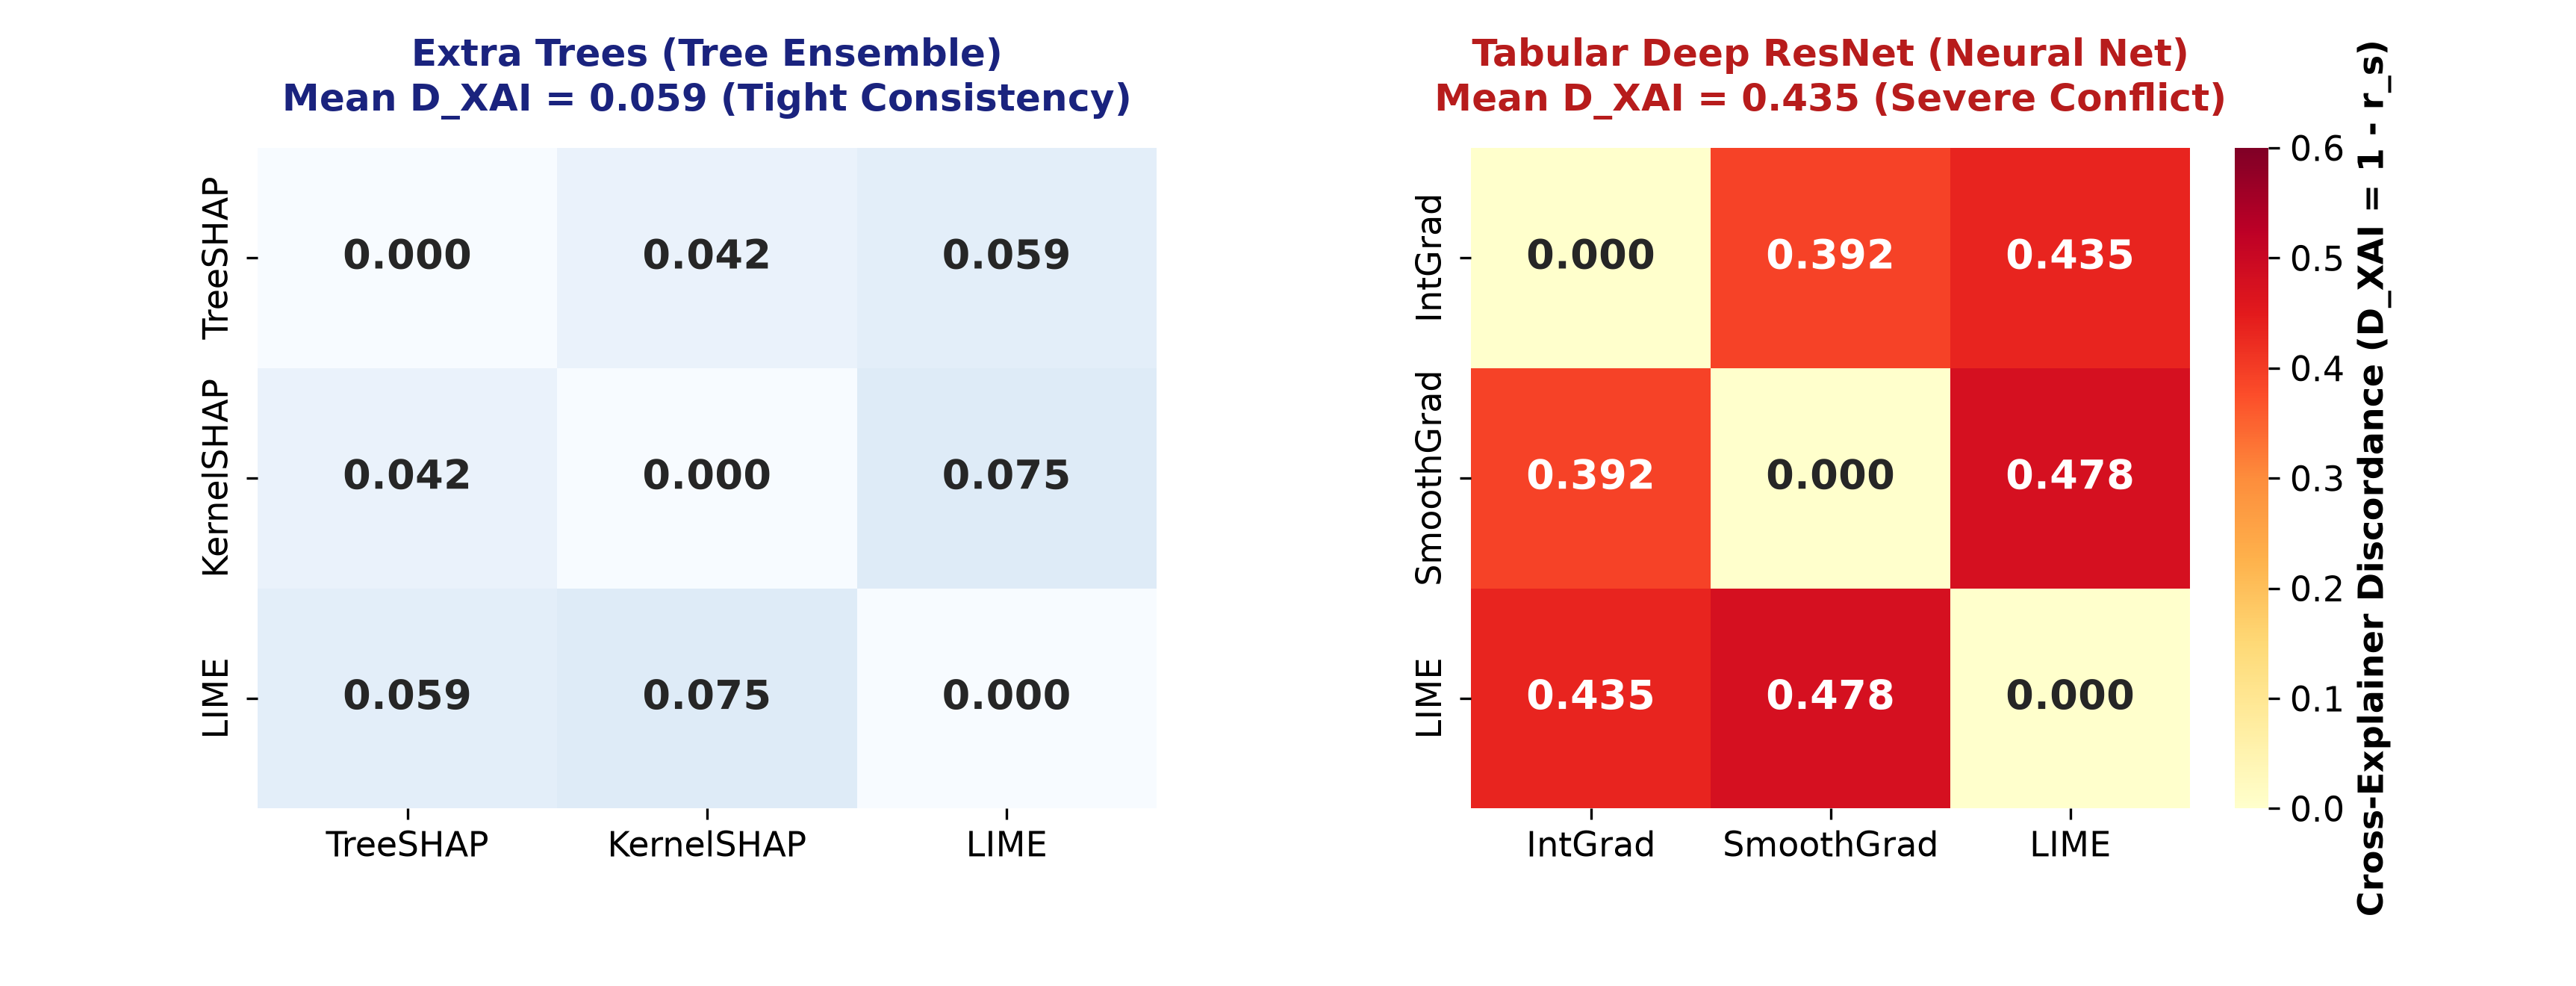 Extra Trees (Tree Ensemble)
Mean D_XAI = 0.059 (Tight Consistency)
TreeSHAP
0.000 0.042 0.059
KernelSHAP
0.042 0.000 0.075
LIME
0.059 0.075 0.000
TreeSHAP KernelSHAP LIME
Tabular Deep ResNet (Neural Net)
Mean D_XAI = 0.435 (Severe Conflict)
IntGrad
0.000 0.392 0.435
SmoothGrad
0.392 0.000 0.478
LIME
0.435 0.478 0.000
IntGrad SmoothGrad LIME
0.6
0.5
0.4
0.3
0.2
0.1
0.0
Cross-Explainer Discordance (D_XAI = 1 - r_s)